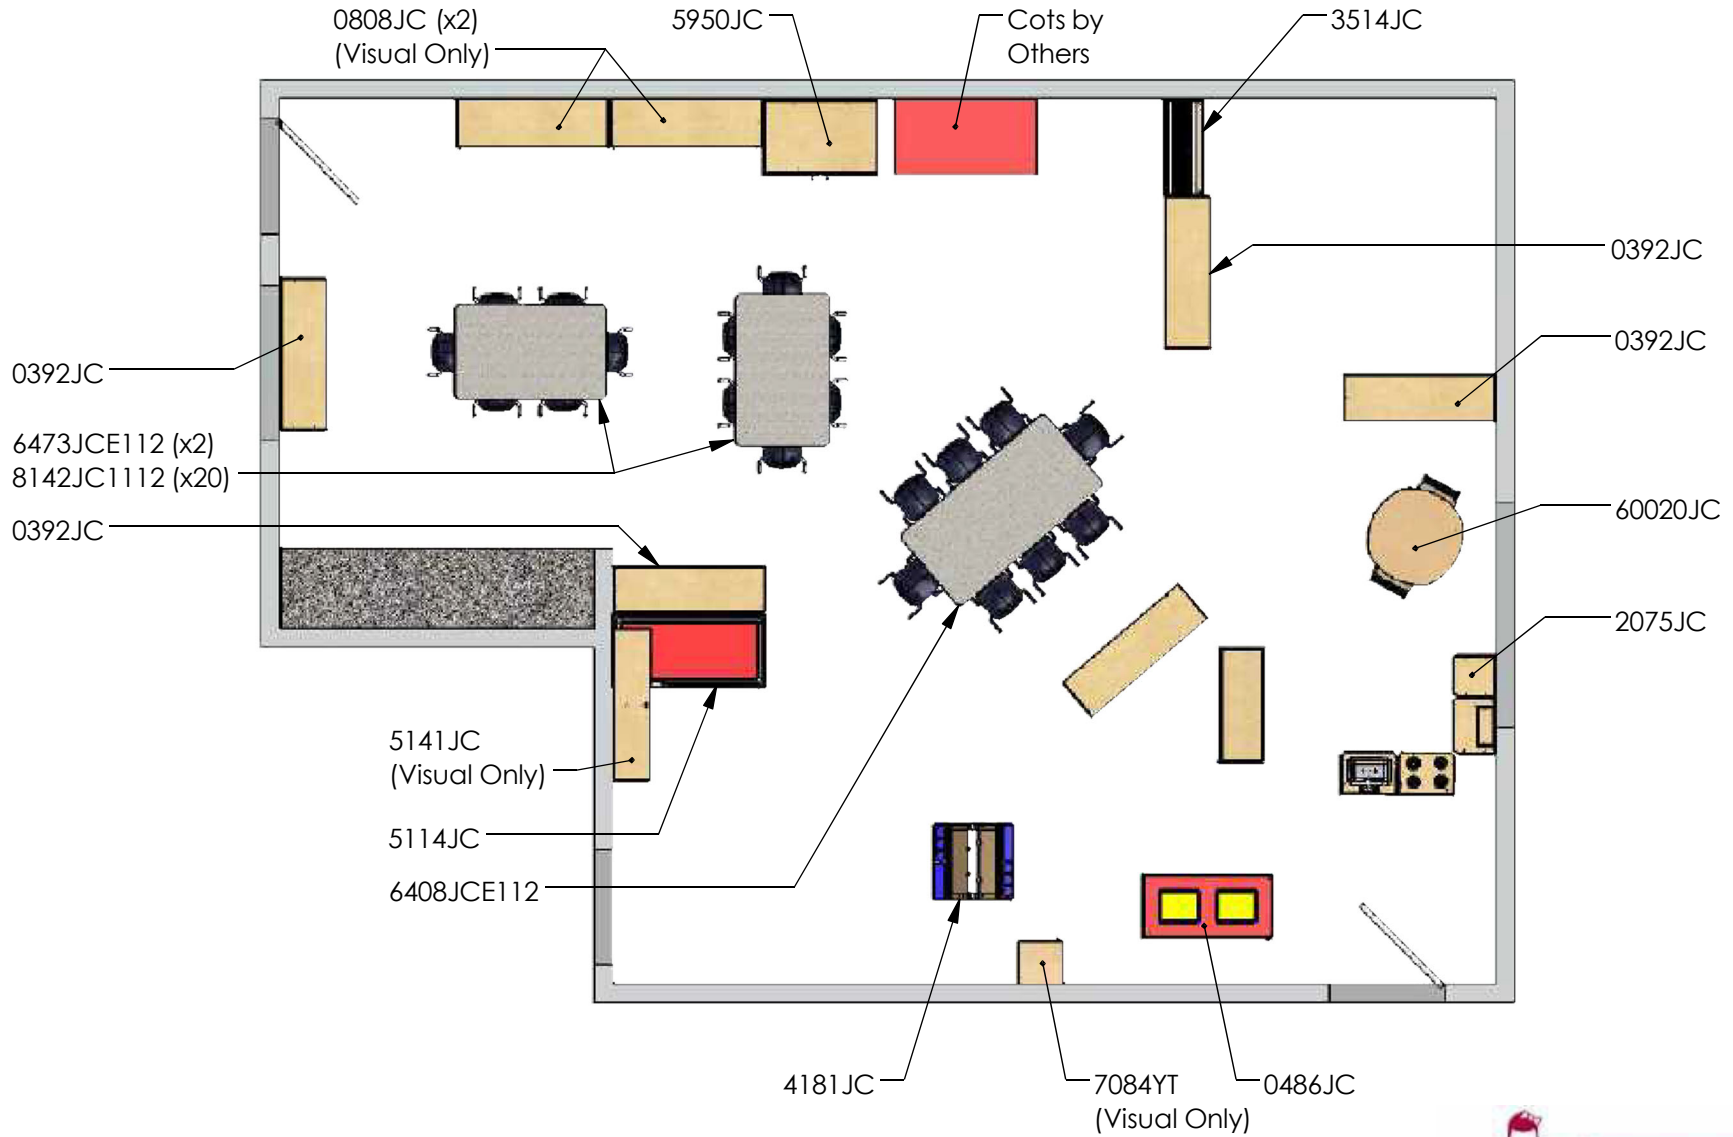 0808JC (x2)
(Visual Only)
5950JC
Cots by
Others
3514JC
0392JC
0392JC
0392JC
6473JCE112 (x2)
8142JC1112 (x20)
0392JC
60020JC
2075JC
5141JC
(Visual Only)
5114JC
6408JCE112
4181JC
7084YT
(Visual Only)
0486JC